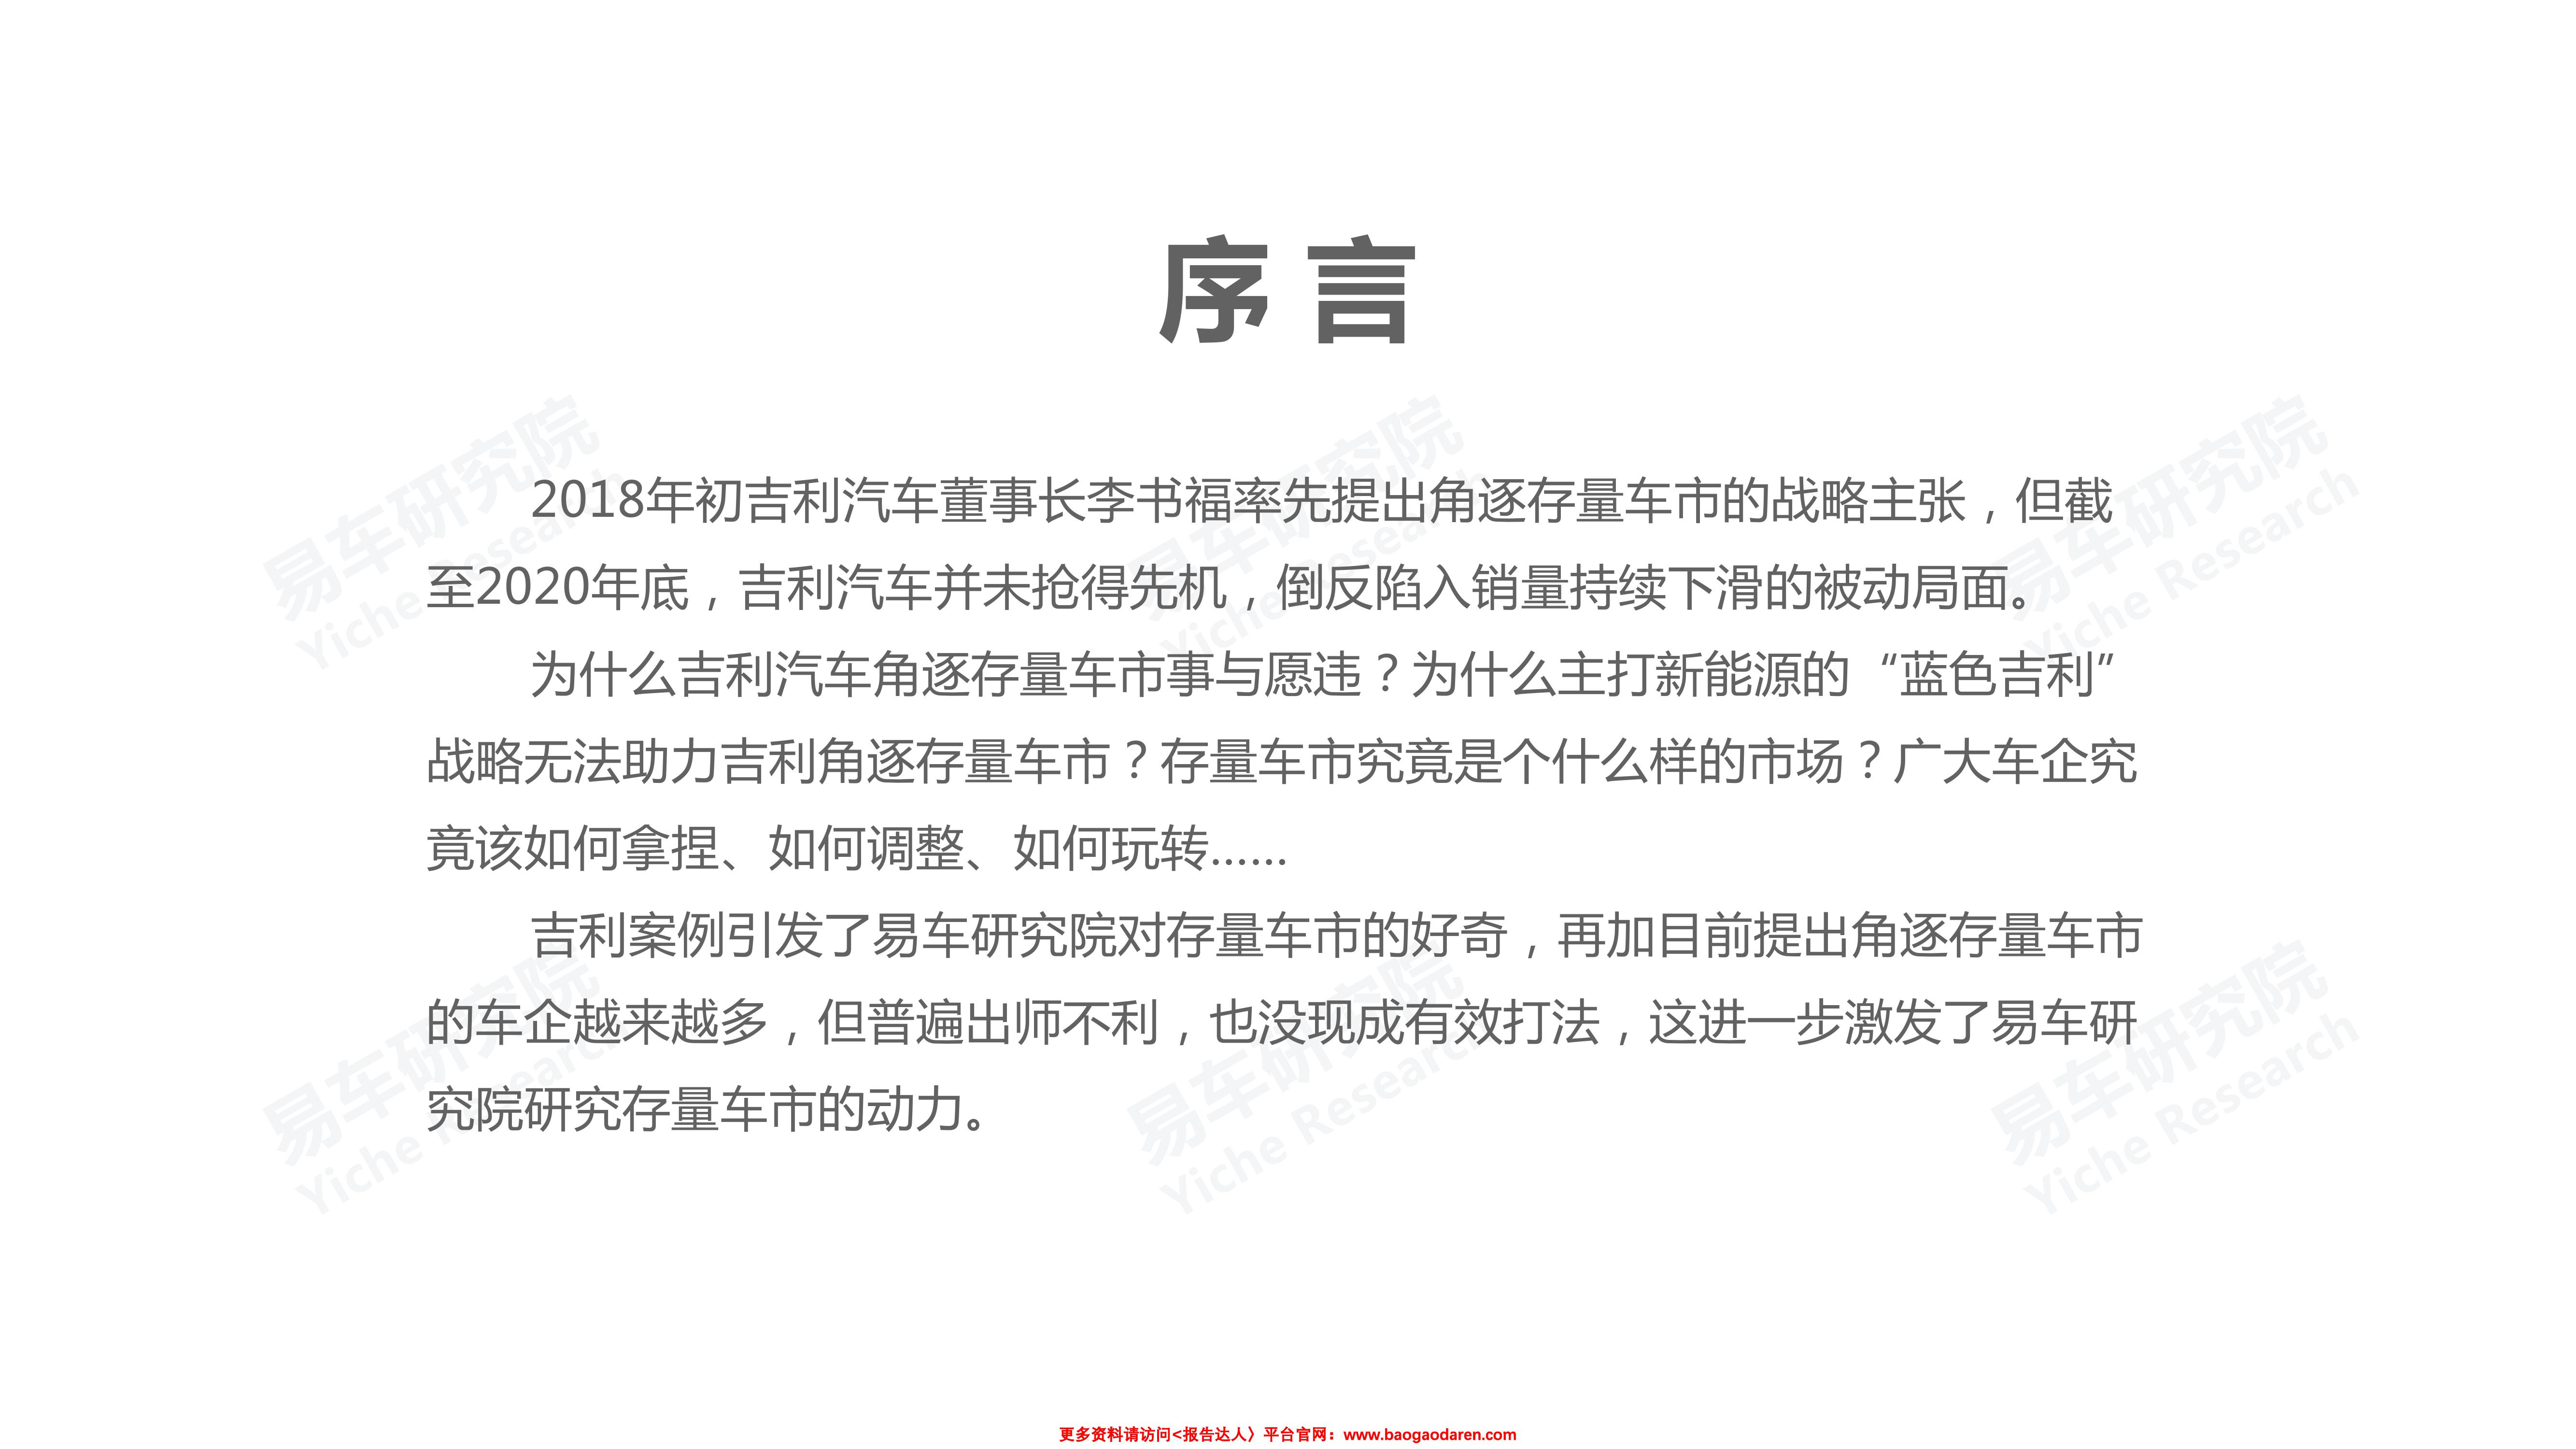 序言
2018年初吉利汽车董事长李书福率先提出角逐存量车市的战略主张，但截
至2020年底，吉利汽车并未抢得先机，倒反陷入销量持续下滑的被动局面。
为什么吉利汽车角逐存量车市事与愿违？为什么主打新能源的“蓝色吉利”
战略无法助力吉利角逐存量车市？存量车市究竟是个什么样的市场？广大车企究
竟该如何拿捏、如何调整、如何玩转......
吉利案例引发了易车研究院对存量车市的好奇，再加目前提出角逐存量车市
的车企越来越多，但普遍出师不利，也没现成有效打法，这进一步激发了易车研
究院研究存量车市的动力。
易车研究院
Yiche Research
易车研究院
Yiche Research
易车研究院
Yiche Research
易车研究院
Yiche Research
易车研究院
Yiche Research
易车研究院
Yiche Research
更多资料请访问<报告达人〉平台官网：www.baogaodaren.com